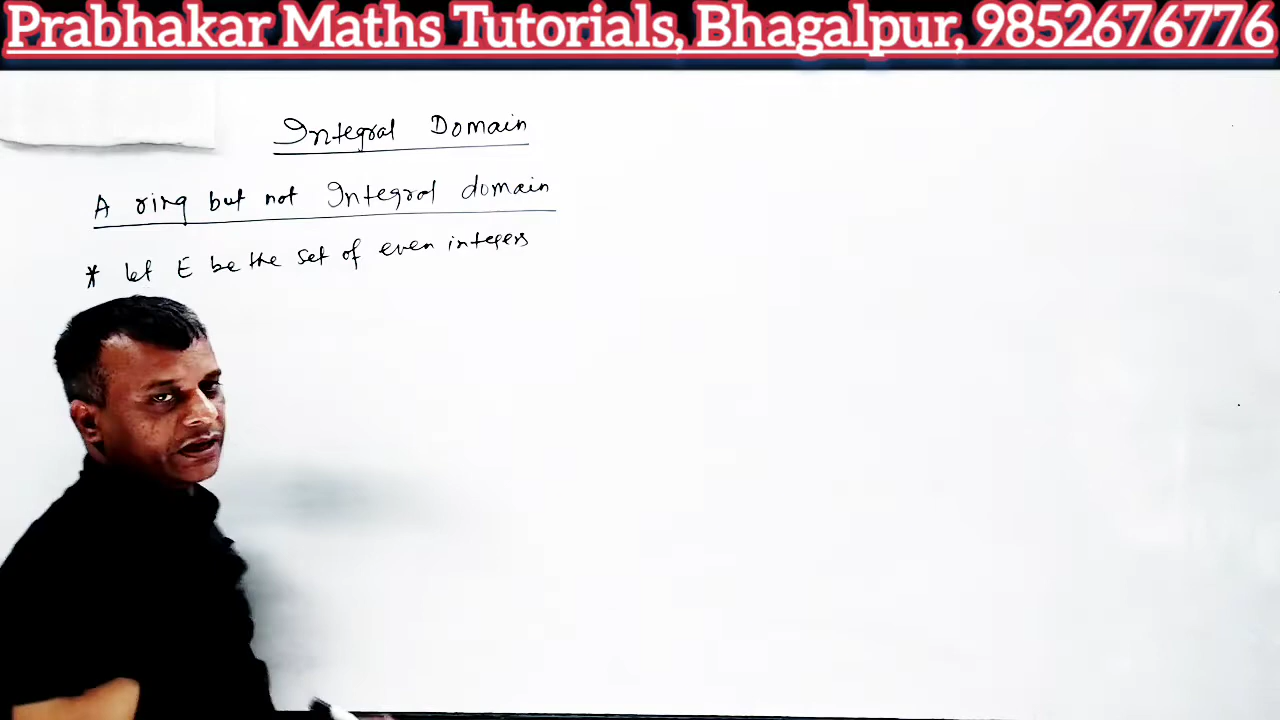 Prabhakar Maths Tutorials, Bhagalpur, 9852676776
Integral Domain
A ring but not Integral domain
* let E be the set of even integers